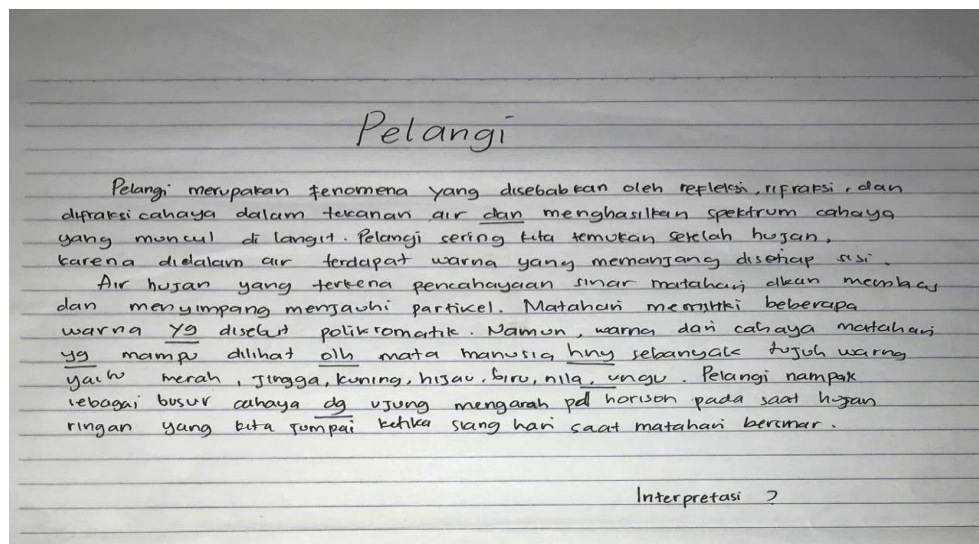 Pelangi
Pelangi merupakan fenomena yang disebabkan oleh refleksi, rifraksi, dan
difraksi cahaya dalam tekanan air dan menghasilkan spektrum cahaya
yang muncul di langit. Pelangi sering kita temukan setelah hujan,
karena didalam air terdapat warna yang memanjang disetiap sisi.
Air hujan yang terkena pencahayaan sinar matahari akan membias
dan menyimpang menjauhi partikel. Matahari memiliki beberapa
warna yg disebut polikromatik. Namun, warna dari cahaya matahari
yg mampu dilihat olh mata manusia hny sebanyak tujuh warna
yaitu merah, Jingga, kuning, hijau, biru, nila, ungu. Pelangi nampak
sebagai busur cahaya dg ujung mengarah pd horison pada saat hujan
ringan yang kita jumpai ketika siang hari saat matahari bersinar.
Interpretasi ?